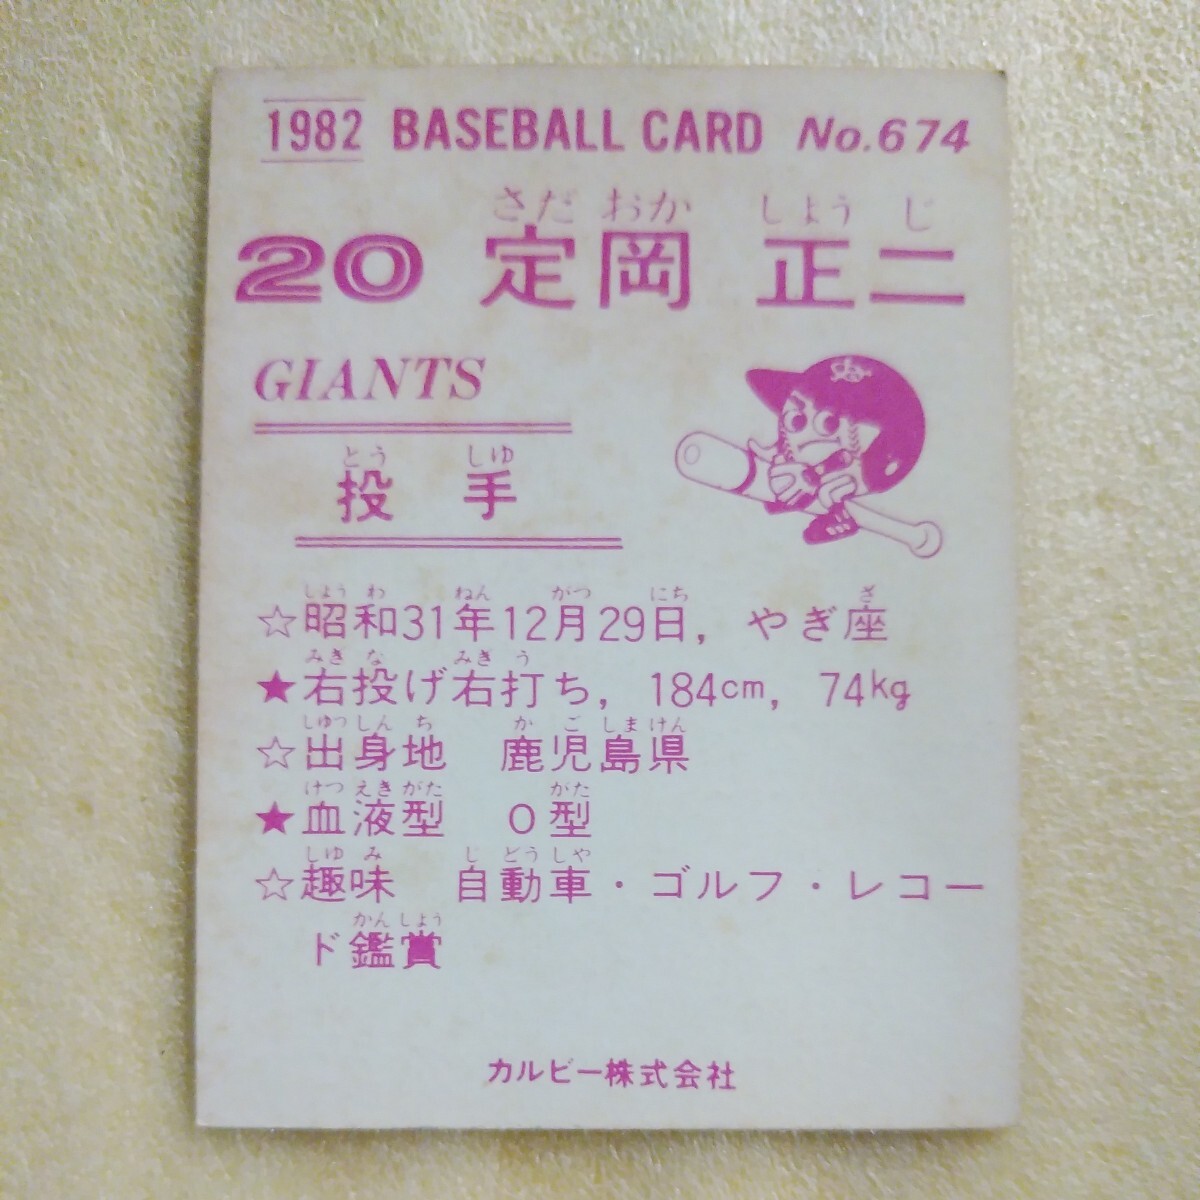 1982 BASEBALL CARD No.674
さだ おか しょう じ
20 定岡 正二
GIANTS
とう しゅ
投 手
しょう わ ねん がつ にち ざ
☆昭和31年12月29日, やぎ座
みぎ な みぎ う
★右投げ右打ち, 184cm, 74kg
しゅつ しん ち か ご しま けん
☆出身地 鹿児島県
けつ えき がた がた
★血液型 O型
しゅ み じ どう しゃ
☆趣味 自動車・ゴルフ・レコー
かん しょう
ド鑑賞
カルビー株式会社